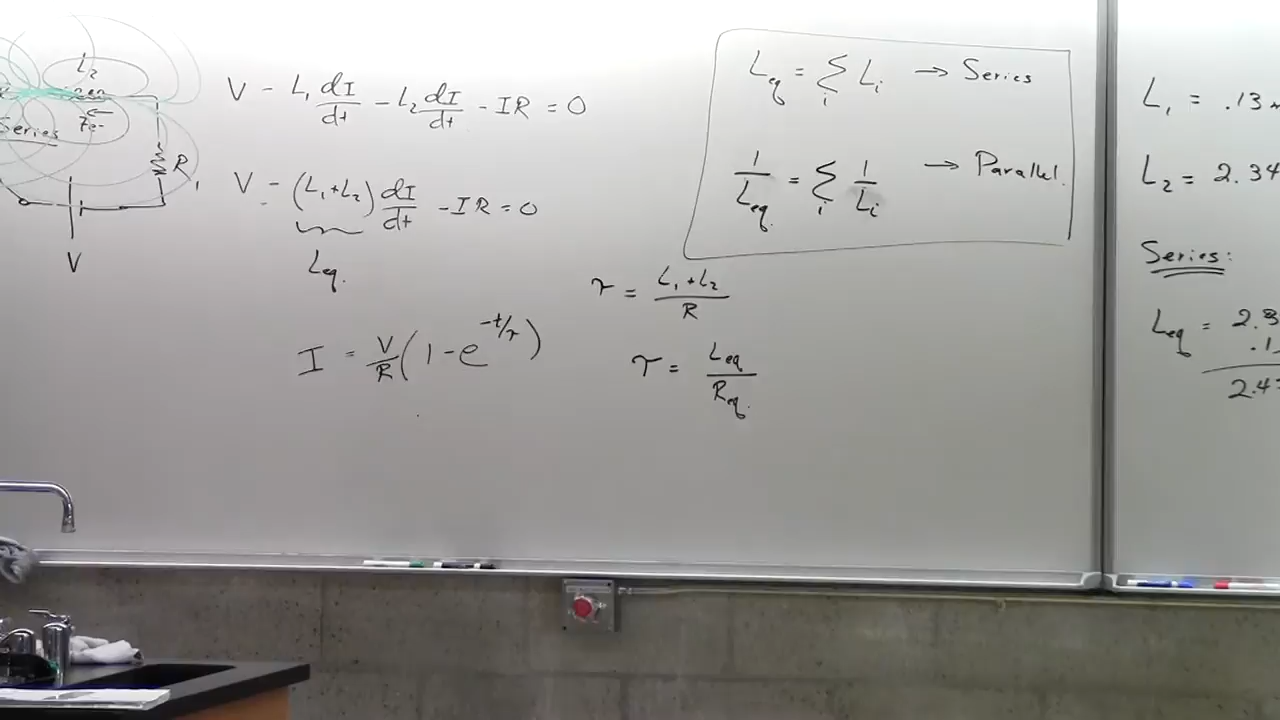 L₂
Series
R
V
V - L₁ dI/dt - L₂ dI/dt - IR = 0
V - (L₁+L₂) dI/dt - IR = 0
Leq.
I = V/R (1 - e^(-t/τ))
τ = (L₁+L₂)/R
τ = Leq/Req.
Leq = Σᵢ Lᵢ → Series
1/Leq. = Σᵢ 1/Lᵢ → Parallel.
L₁ = .13
L₂ = 2.34
Series:
Leq = 2.3
.1
2.4